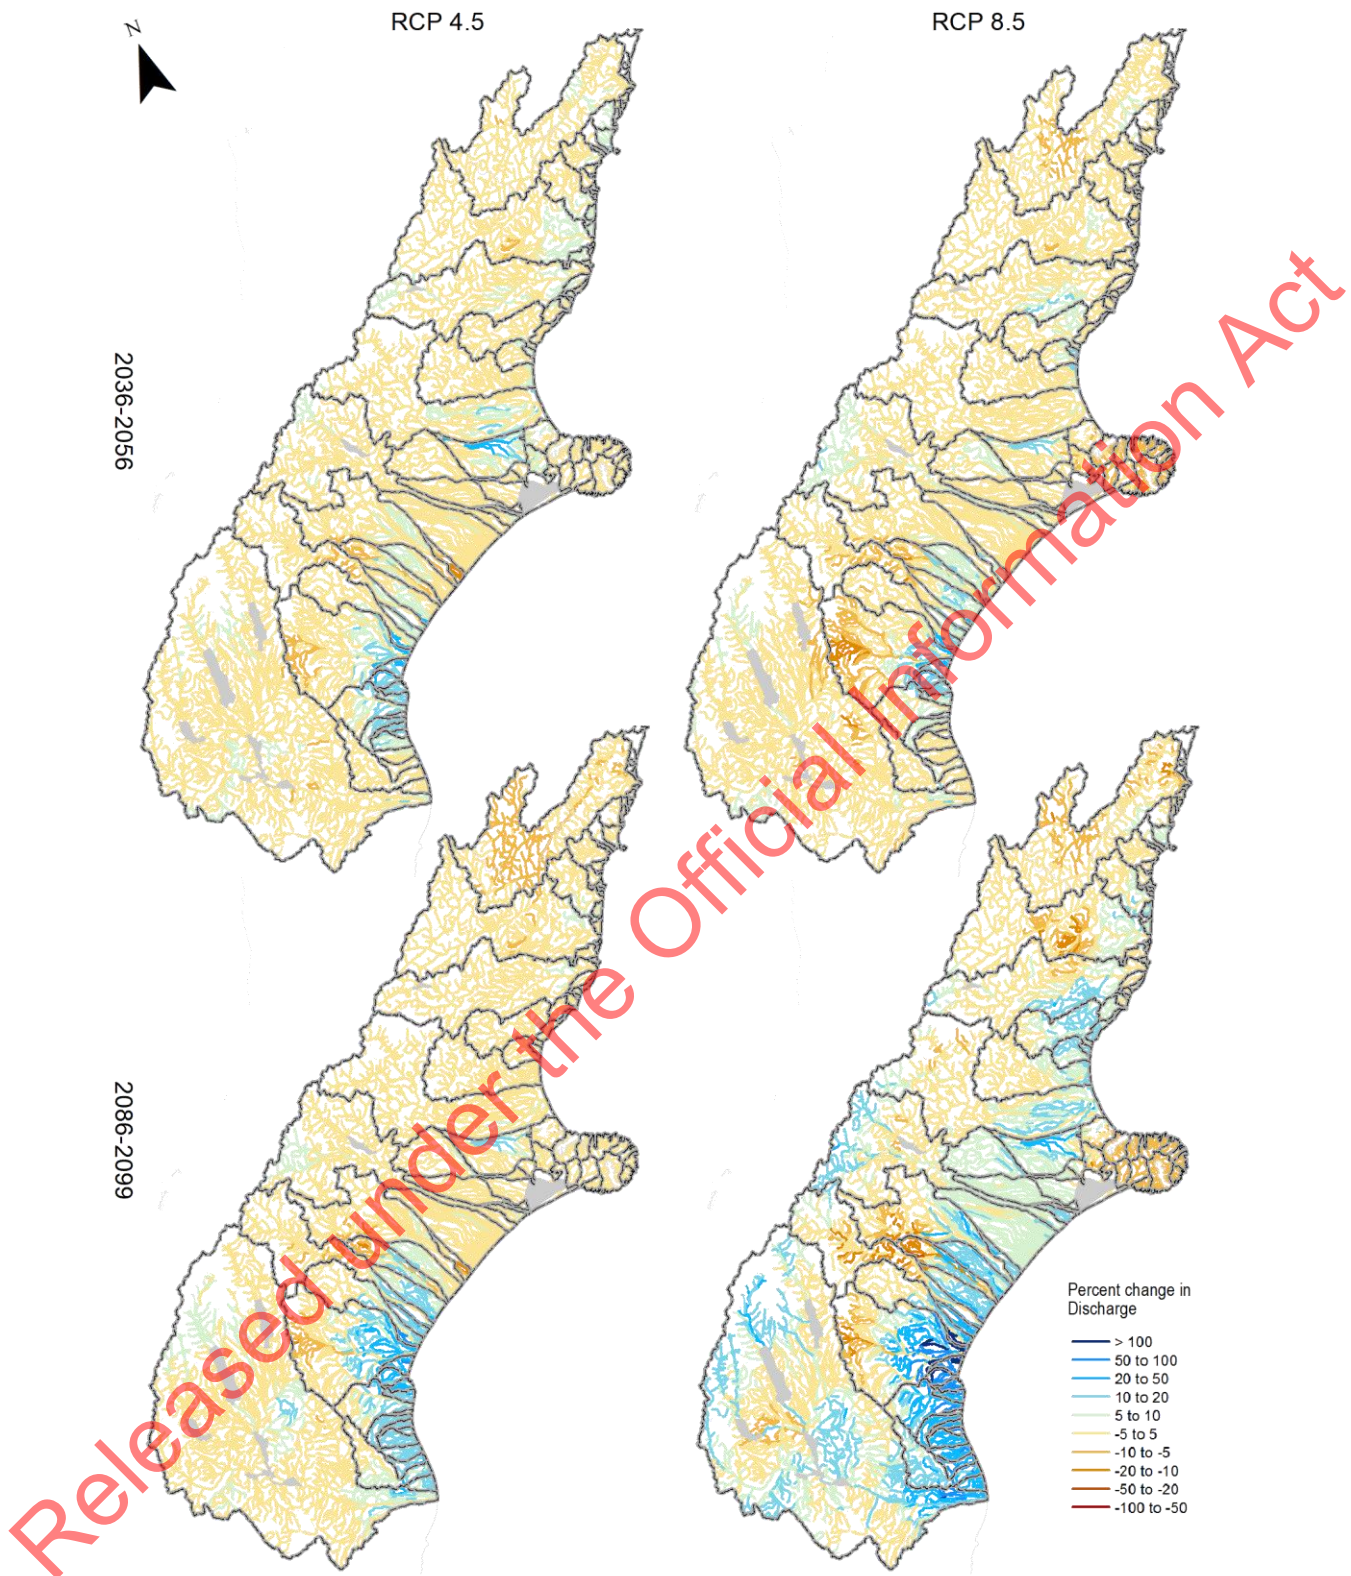 RCP 4.5
RCP 8.5
N
2036-2056
2086-2099
Percent change in
Discharge
> 100
50 to 100
20 to 50
10 to 20
5 to 10
-5 to 5
-10 to -5
-20 to -10
-50 to -20
-100 to -50
Released under the Official Information Act